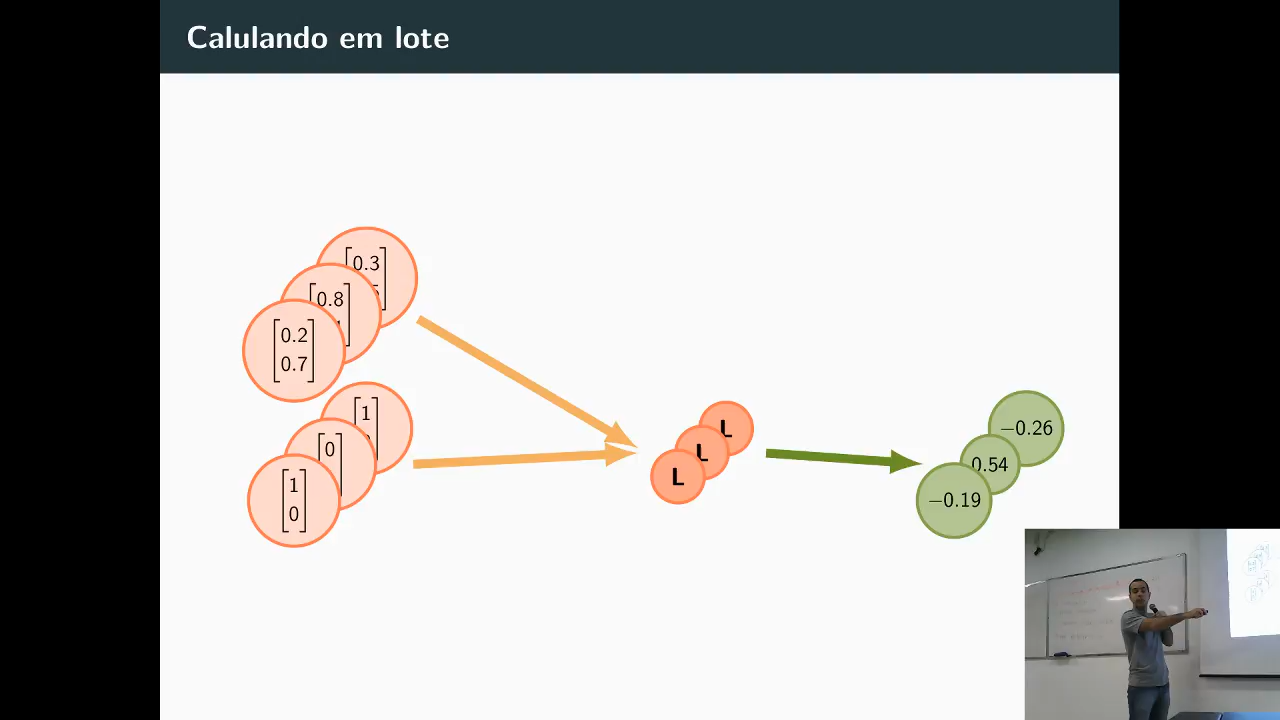 Calulando em lote
0.3
0.8
0.2
0.7
1
0
1
0
L
L
L
−0.26
0.54
−0.19